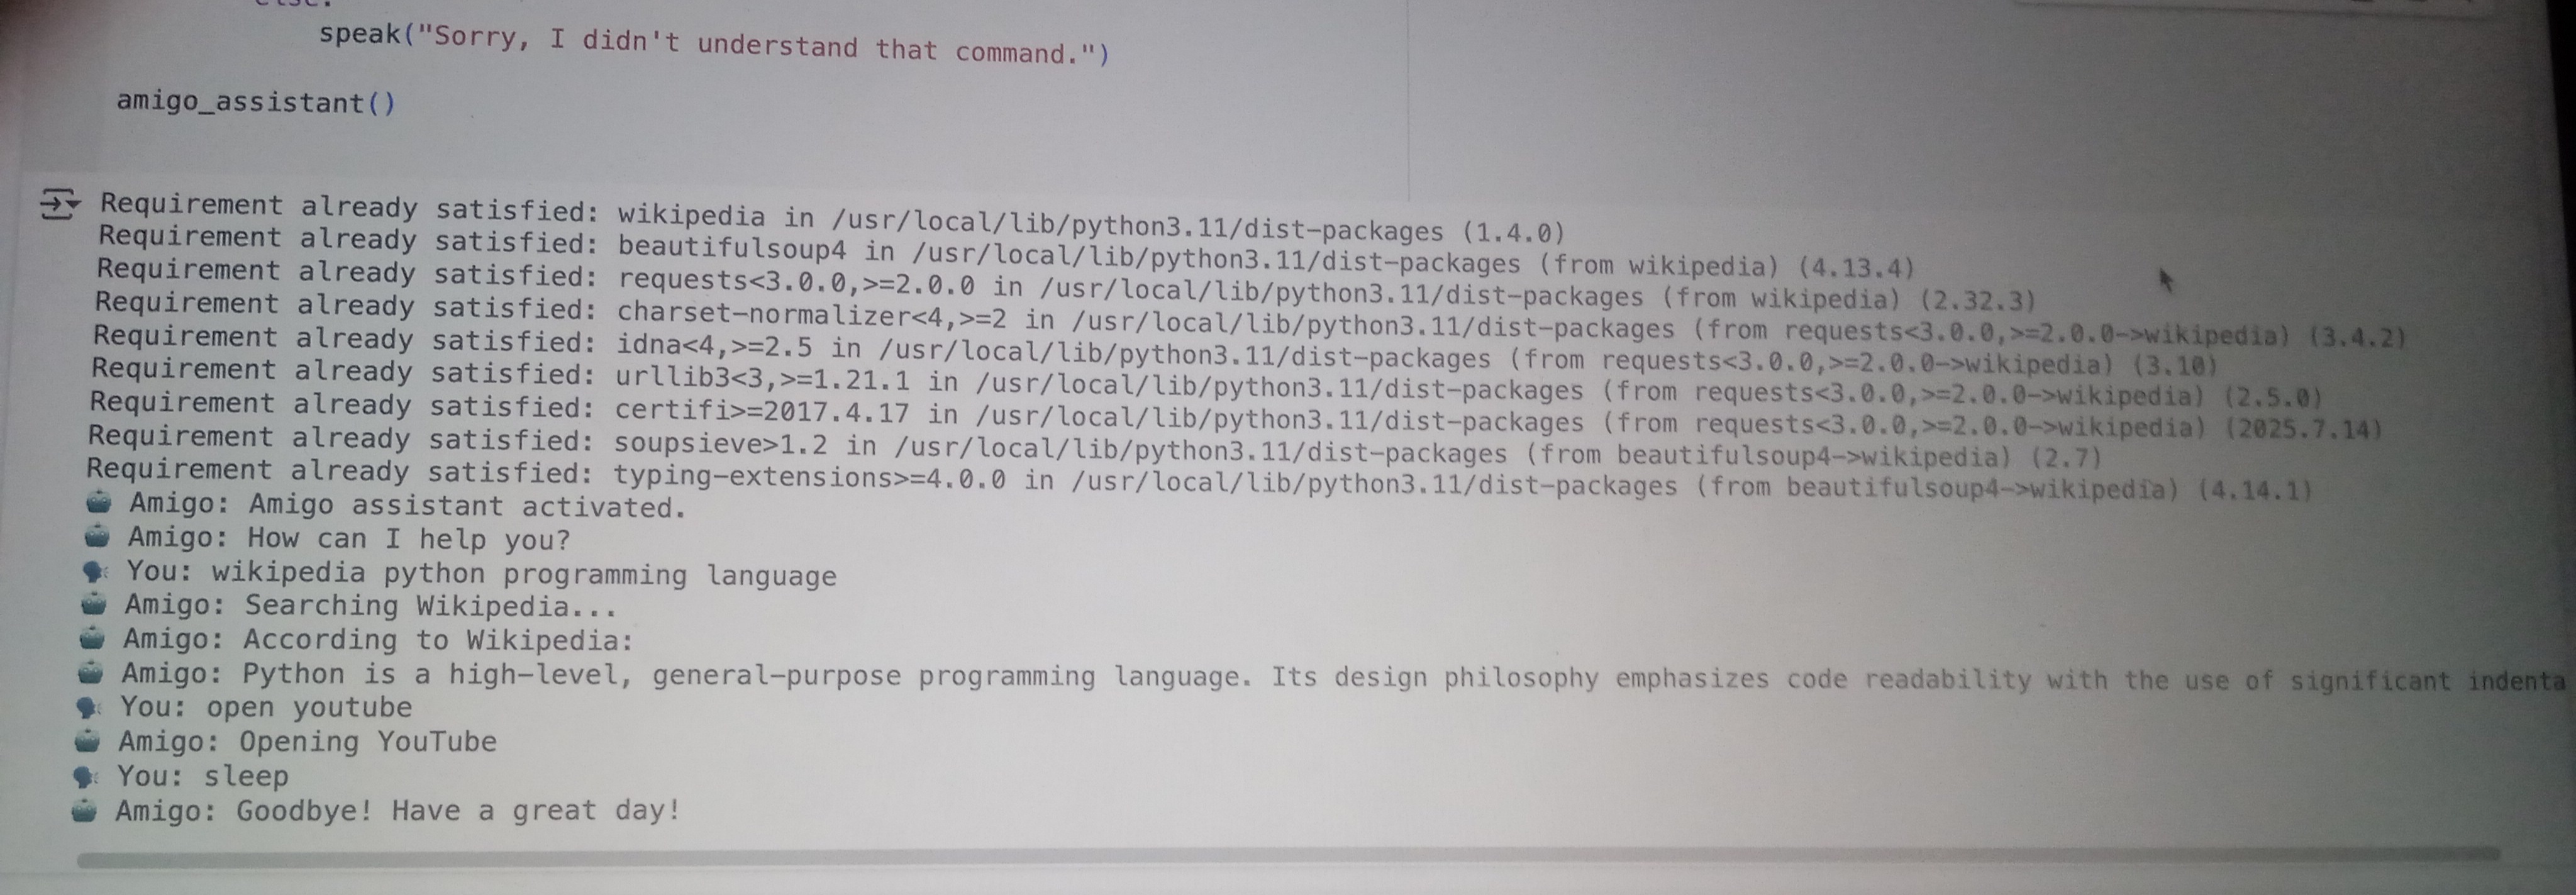 else:
speak("Sorry, I didn't understand that command.")
amigo_assistant()
Requirement already satisfied: wikipedia in /usr/local/lib/python3.11/dist-packages (1.4.0)
Requirement already satisfied: beautifulsoup4 in /usr/local/lib/python3.11/dist-packages (from wikipedia) (4.13.4)
Requirement already satisfied: requests<3.0.0,>=2.0.0 in /usr/local/lib/python3.11/dist-packages (from wikipedia) (2.32.3)
Requirement already satisfied: charset-normalizer<4,>=2 in /usr/local/lib/python3.11/dist-packages (from requests<3.0.0,>=2.0.0->wikipedia) (3.4.2)
Requirement already satisfied: idna<4,>=2.5 in /usr/local/lib/python3.11/dist-packages (from requests<3.0.0,>=2.0.0->wikipedia) (3.10)
Requirement already satisfied: urllib3<3,>=1.21.1 in /usr/local/lib/python3.11/dist-packages (from requests<3.0.0,>=2.0.0->wikipedia) (2.5.0)
Requirement already satisfied: certifi>=2017.4.17 in /usr/local/lib/python3.11/dist-packages (from requests<3.0.0,>=2.0.0->wikipedia) (2025.7.14)
Requirement already satisfied: soupsieve>1.2 in /usr/local/lib/python3.11/dist-packages (from beautifulsoup4->wikipedia) (2.7)
Requirement already satisfied: typing-extensions>=4.0.0 in /usr/local/lib/python3.11/dist-packages (from beautifulsoup4->wikipedia) (4.14.1)
Amigo: Amigo assistant activated.
Amigo: How can I help you?
You: wikipedia python programming language
Amigo: Searching Wikipedia...
Amigo: According to Wikipedia:
Amigo: Python is a high-level, general-purpose programming language. Its design philosophy emphasizes code readability with the use of significant indenta
You: open youtube
Amigo: Opening YouTube
You: sleep
Amigo: Goodbye! Have a great day!